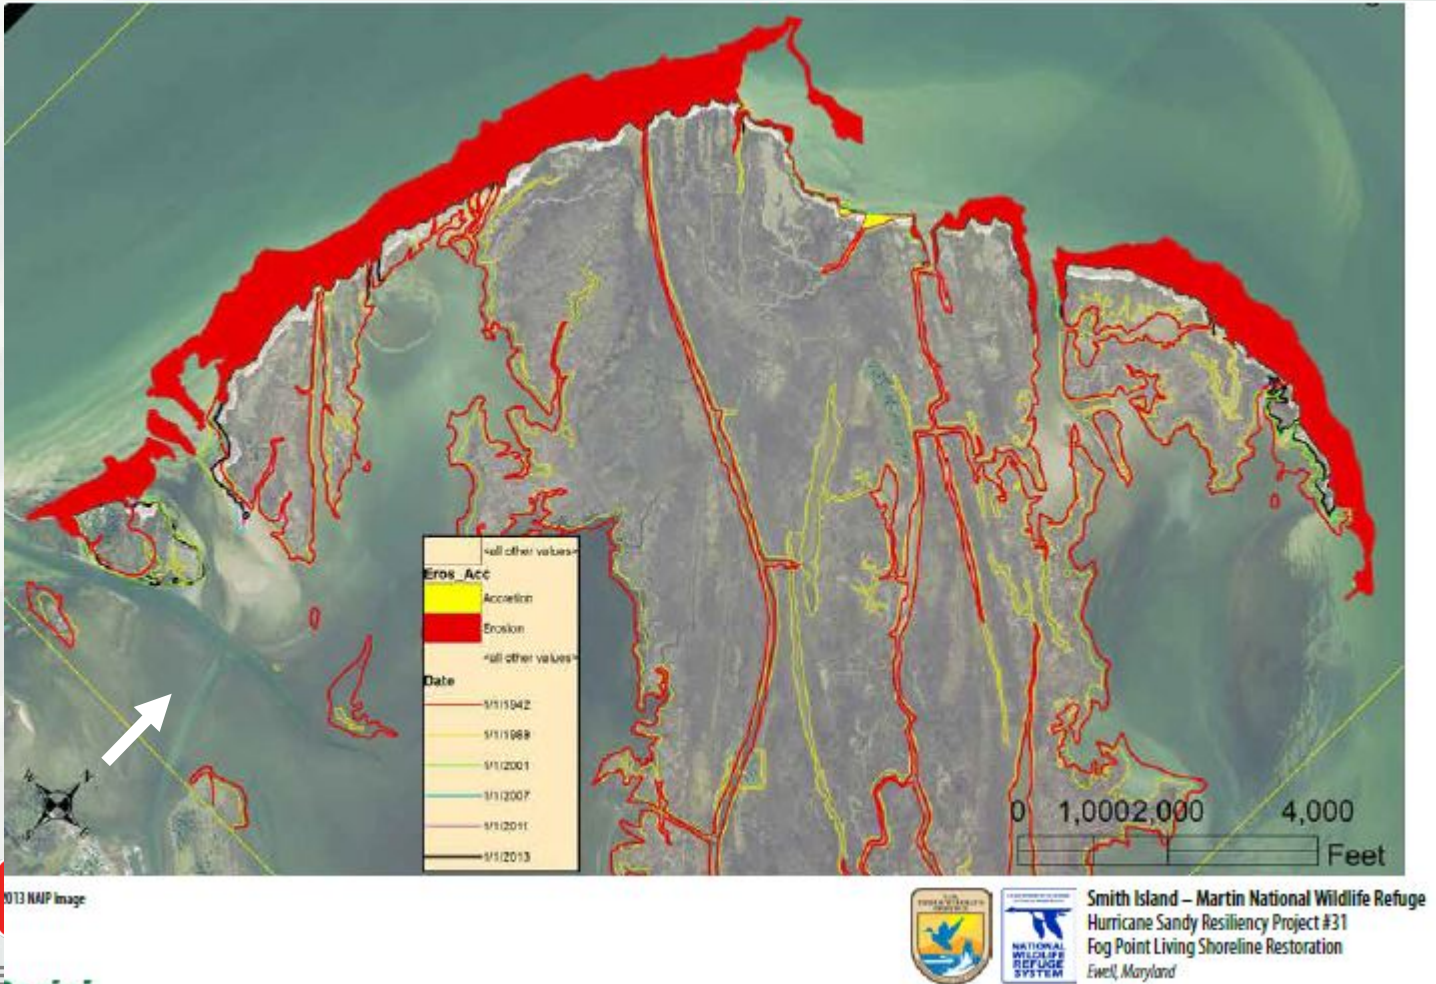 <all other values>
Eros_Acc
Accretion
Erosion
<all other values>
Date
1/1/1942
1/1/1989
1/1/2001
1/1/2007
1/1/2011
1/1/2013
0 1,000 2,000 4,000
Feet
2013 NAIP Image
NATIONAL
WILDLIFE
REFUGE
SYSTEM
Smith Island – Martin National Wildlife Refuge
Hurricane Sandy Resiliency Project #31
Fog Point Living Shoreline Restoration
Ewell, Maryland